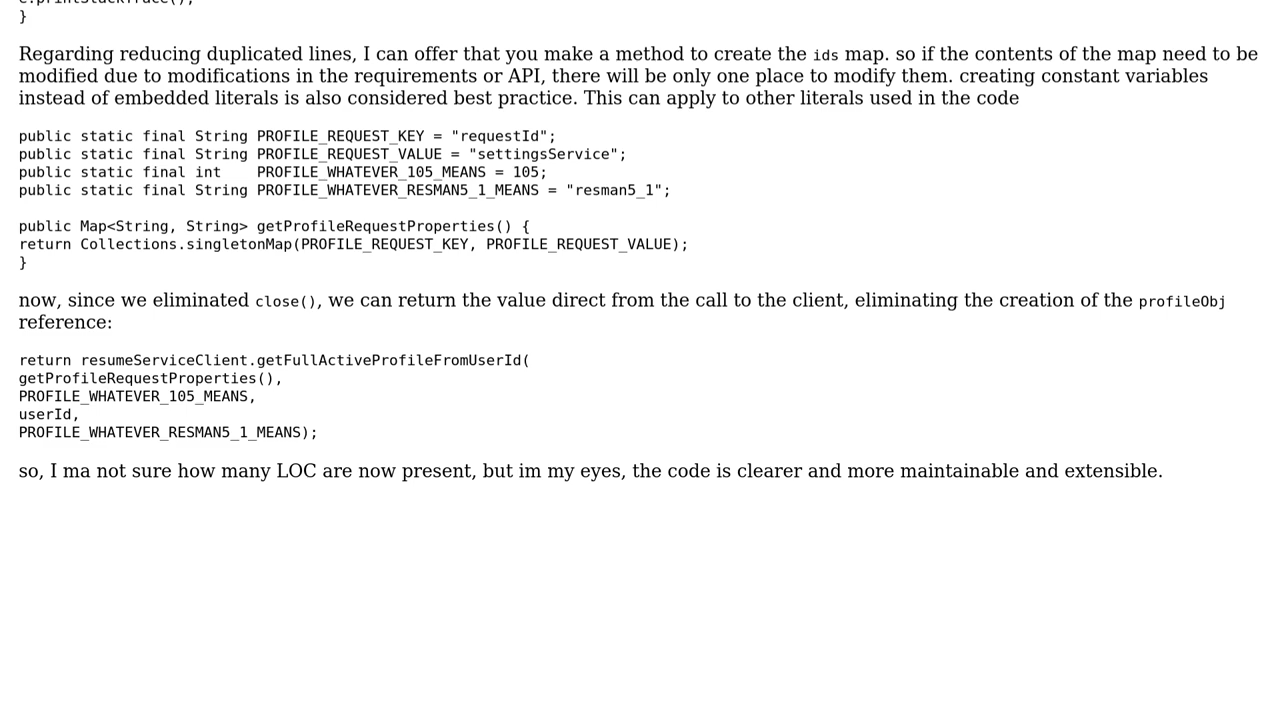 }
Regarding reducing duplicated lines, I can offer that you make a method to create the ids map. so if the contents of the map need to be
modified due to modifications in the requirements or API, there will be only one place to modify them. creating constant variables
instead of embedded literals is also considered best practice. This can apply to other literals used in the code
public static final String PROFILE_REQUEST_KEY = "requestId";
public static final String PROFILE_REQUEST_VALUE = "settingsService";
public static final int    PROFILE_WHATEVER_105_MEANS = 105;
public static final String PROFILE_WHATEVER_RESMAN5_1_MEANS = "resman5_1";
public Map<String, String> getProfileRequestProperties() {
return Collections.singletonMap(PROFILE_REQUEST_KEY, PROFILE_REQUEST_VALUE);
}
now, since we eliminated close(), we can return the value direct from the call to the client, eliminating the creation of the profileObj
reference:
return resumeServiceClient.getFullActiveProfileFromUserId(
getProfileRequestProperties(),
PROFILE_WHATEVER_105_MEANS,
userId,
PROFILE_WHATEVER_RESMAN5_1_MEANS);
so, I ma not sure how many LOC are now present, but im my eyes, the code is clearer and more maintainable and extensible.